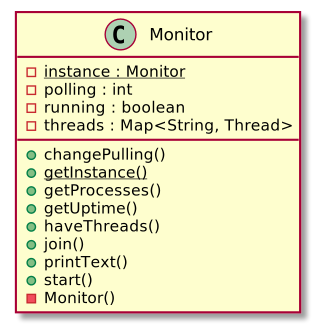 C Monitor
instance : Monitor
polling : int
running : boolean
threads : Map<String, Thread>
changePulling()
getInstance()
getProcesses()
getUptime()
haveThreads()
join()
printText()
start()
Monitor()